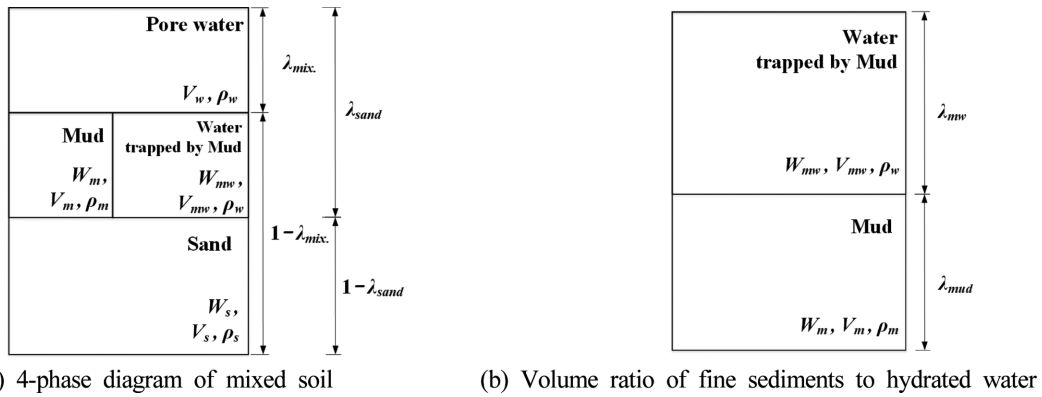 Pore water
V_w, ρ_w
λ_mix.
λ_sand
Mud
W_m,
V_m, ρ_m
Water
trapped by Mud
W_mw,
V_mw, ρ_w
Sand
W_s,
V_s, ρ_s
1−λ_mix.
1−λ_sand
) 4-phase diagram of mixed soil
Water
trapped by Mud
W_mw, V_mw, ρ_w
λ_mw
Mud
W_m, V_m, ρ_m
λ_mud
(b) Volume ratio of fine sediments to hydrated water